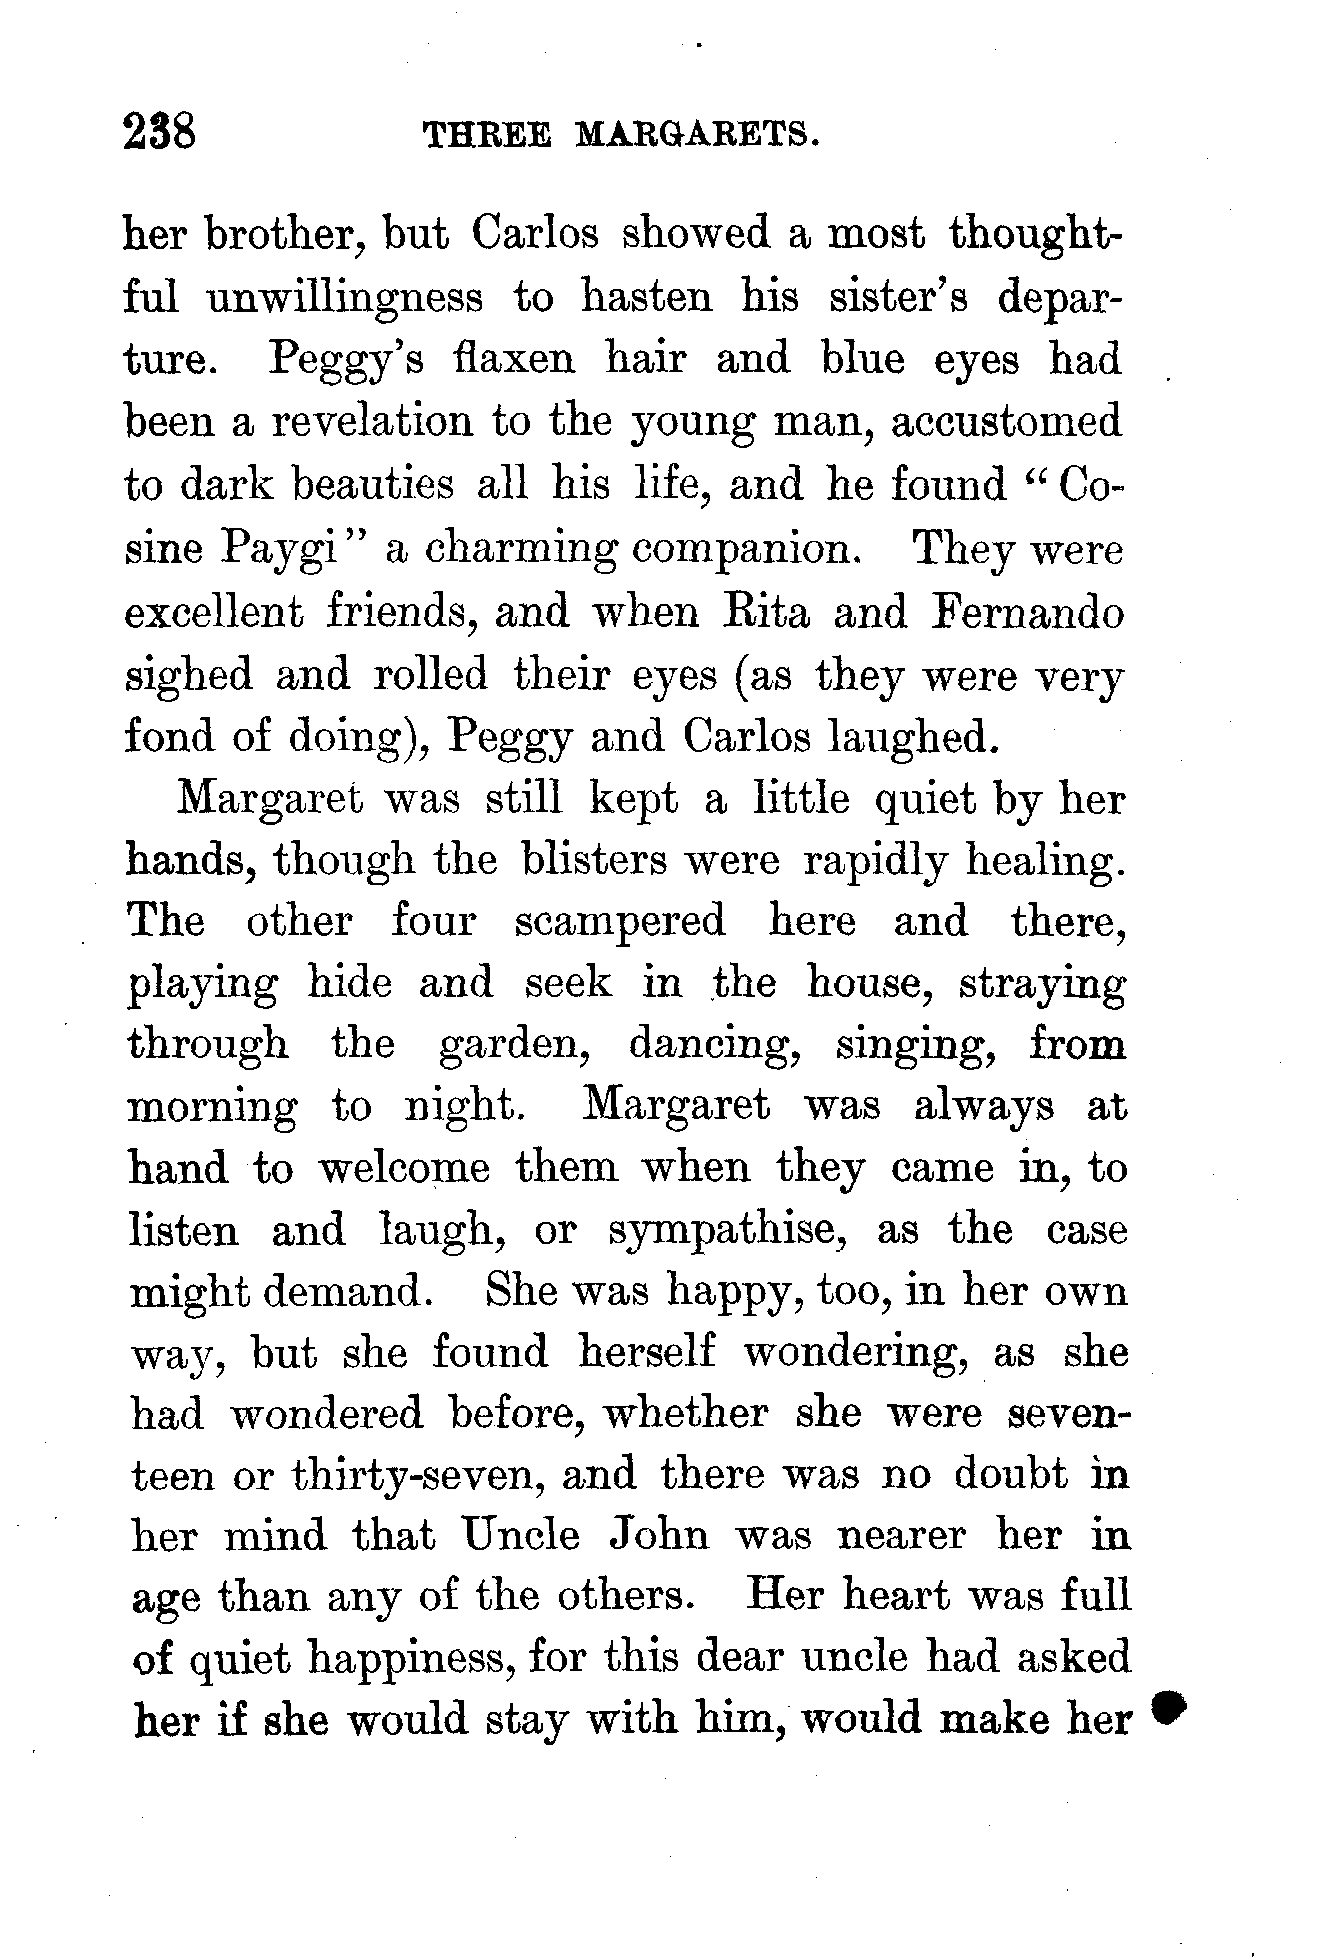 238 THREE MARGARETS.
her brother, but Carlos showed a most thought-
ful unwillingness to hasten his sister's depar-
ture. Peggy's flaxen hair and blue eyes had
been a revelation to the young man, accustomed
to dark beauties all his life, and he found “ Co-
sine Paygi ” a charming companion. They were
excellent friends, and when Rita and Fernando
sighed and rolled their eyes (as they were very
fond of doing), Peggy and Carlos laughed.
Margaret was still kept a little quiet by her
hands, though the blisters were rapidly healing.
The other four scampered here and there,
playing hide and seek in the house, straying
through the garden, dancing, singing, from
morning to night. Margaret was always at
hand to welcome them when they came in, to
listen and laugh, or sympathise, as the case
might demand. She was happy, too, in her own
way, but she found herself wondering, as she
had wondered before, whether she were seven-
teen or thirty-seven, and there was no doubt in
her mind that Uncle John was nearer her in
age than any of the others. Her heart was full
of quiet happiness, for this dear uncle had asked
her if she would stay with him, would make her